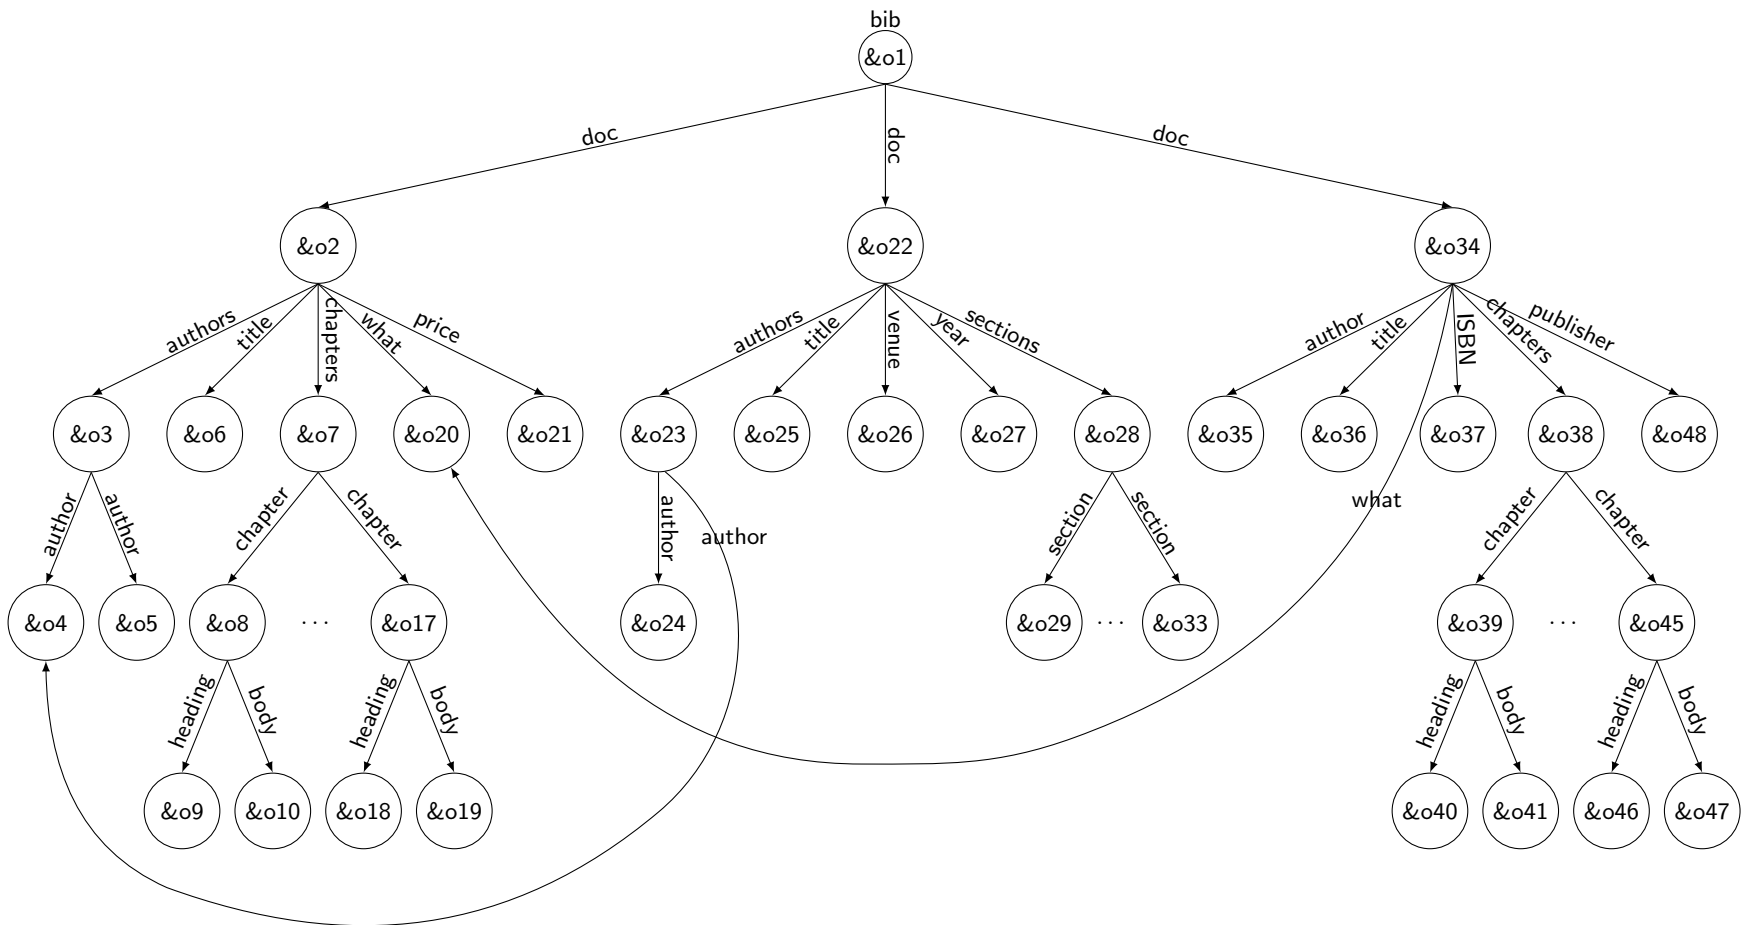 bib
&o1
doc doc doc
&o2 &o22 &o34
authors title chapters what price authors title venue year sections author title ISBN chapters publisher
&o3 &o6 &o7 &o20 &o21 &o23 &o25 &o26 &o27 &o28 &o35 &o36 &o37 &o38 &o48
author author chapter chapter author author section section what chapter chapter
&o4 &o5 &o8 ... &o17 &o24 &o29 ... &o33 &o39 ... &o45
heading body heading body heading body heading body
&o9 &o10 &o18 &o19 &o40 &o41 &o46 &o47